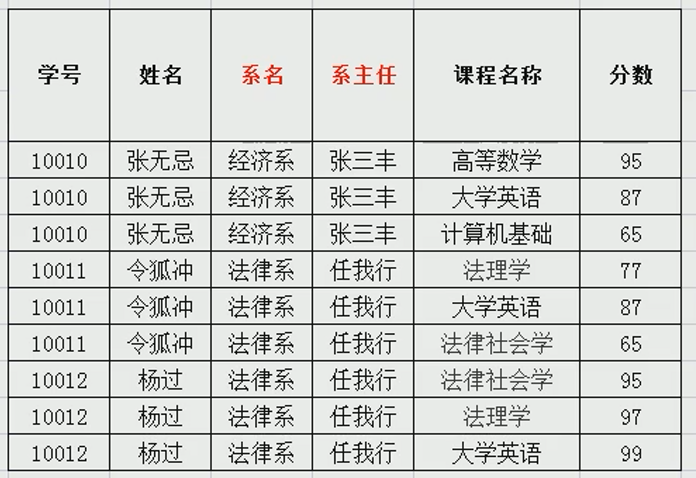 学号 姓名 系名 系主任 课程名称 分数
10010 张无忌 经济系 张三丰 高等数学 95
10010 张无忌 经济系 张三丰 大学英语 87
10010 张无忌 经济系 张三丰 计算机基础 65
10011 令狐冲 法律系 任我行 法理学 77
10011 令狐冲 法律系 任我行 大学英语 87
10011 令狐冲 法律系 任我行 法律社会学 65
10012 杨过 法律系 任我行 法律社会学 95
10012 杨过 法律系 任我行 法理学 97
10012 杨过 法律系 任我行 大学英语 99